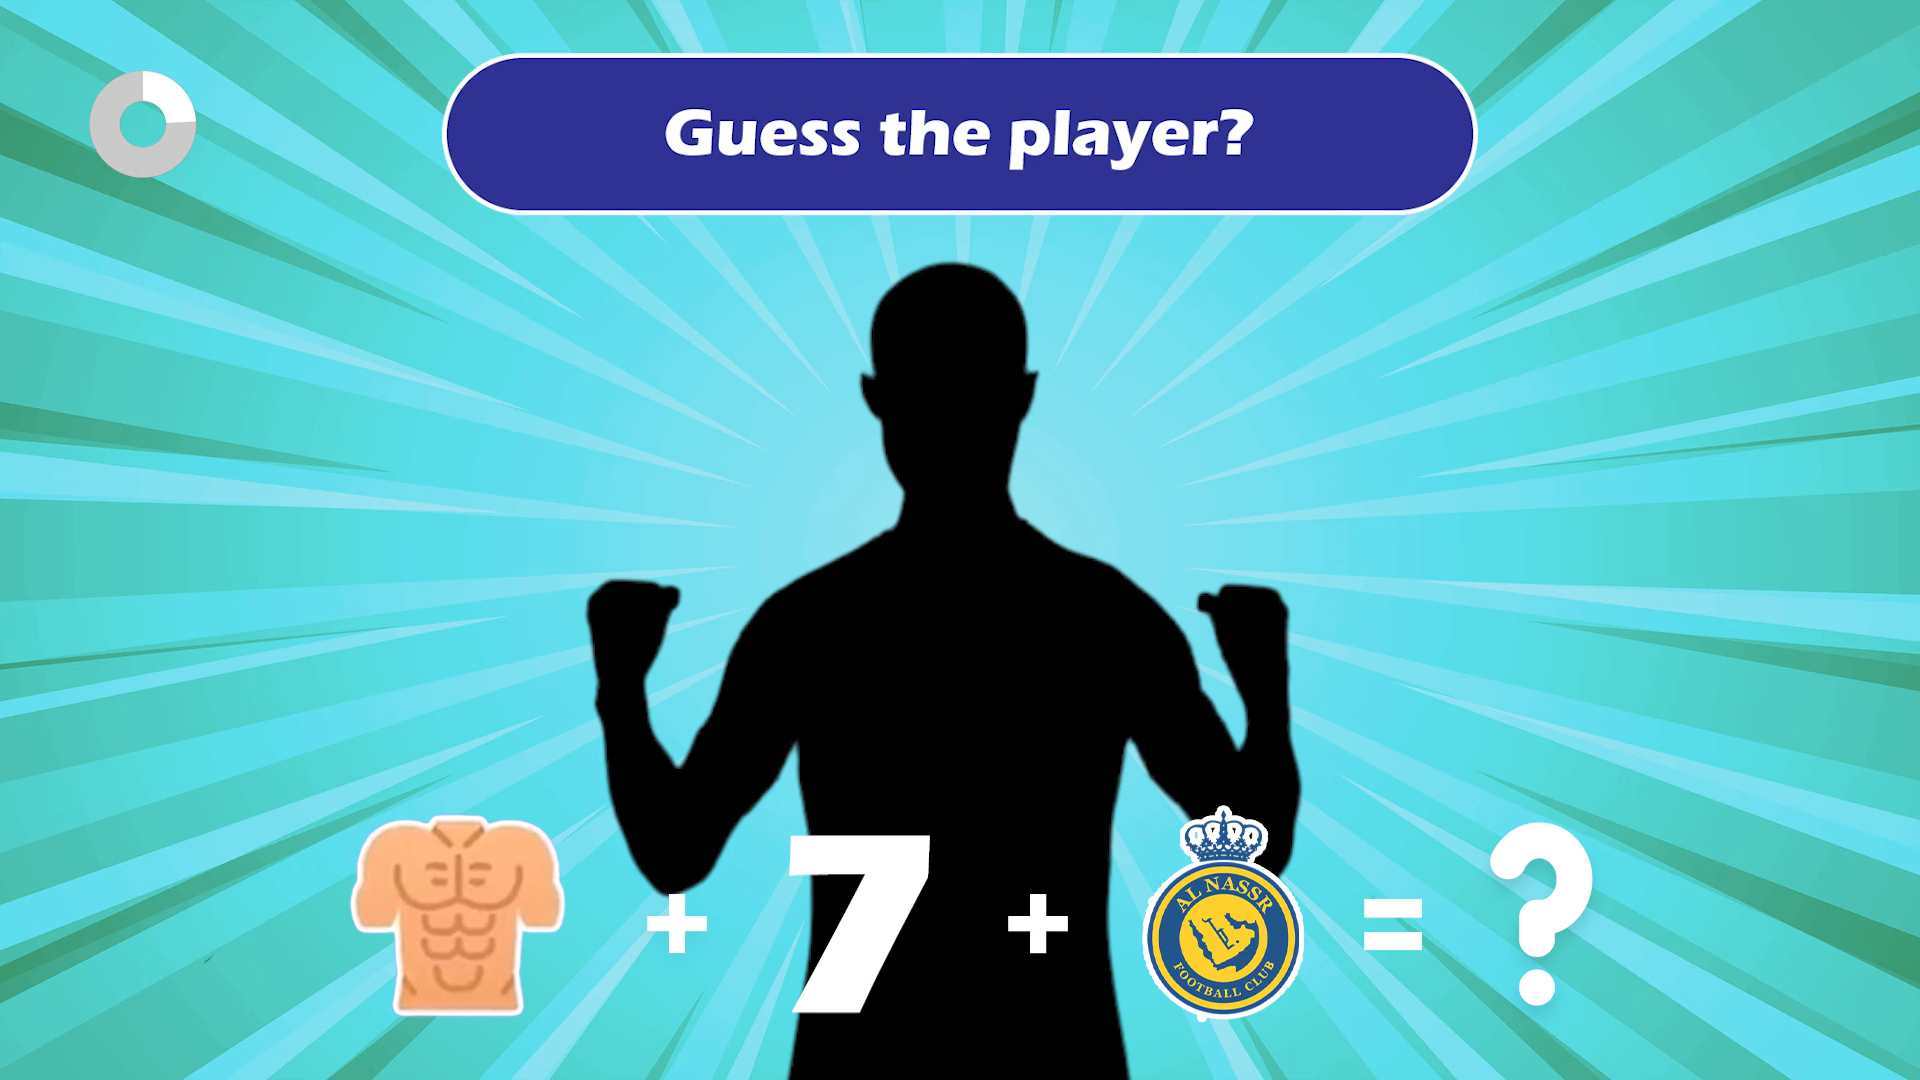 Guess the player?
+ 7 + = ?
AL NASSR
FOOTBALL CLUB